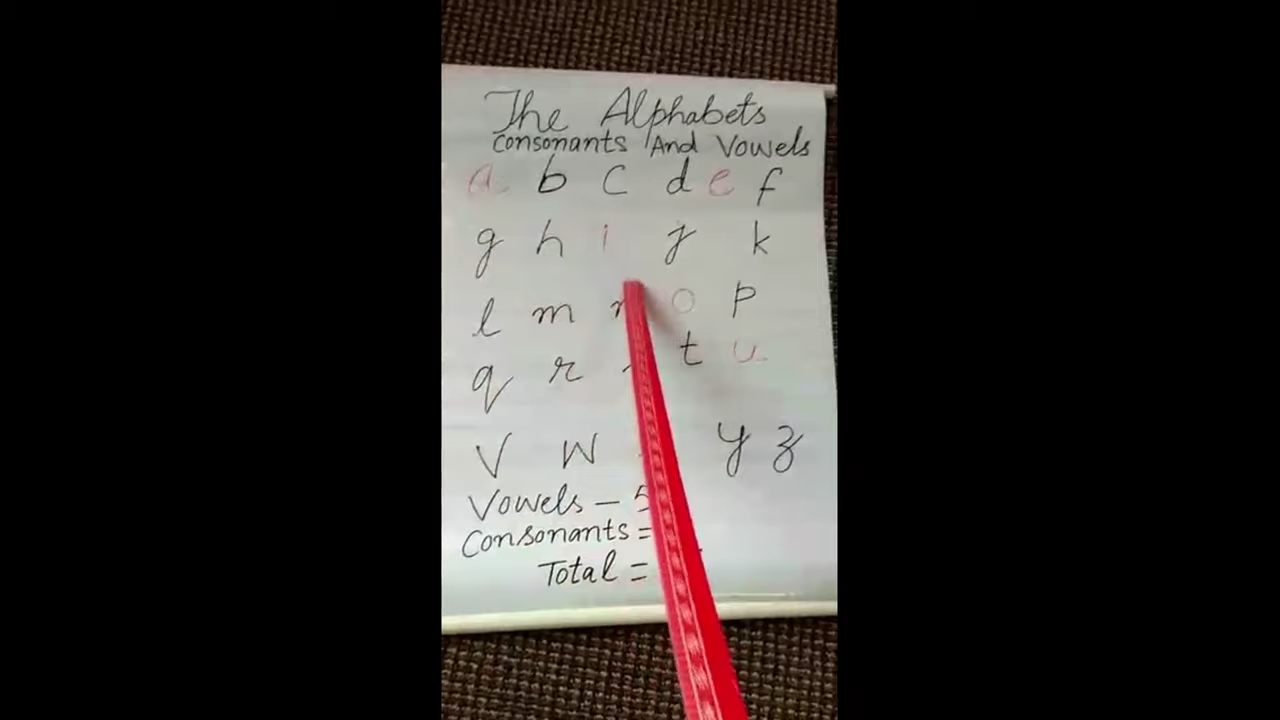 The Alphabets
Consonants And Vowels
a b c d e f
g h i j k
l m n o p
q r t u
V W y z
Vowels – 5
Consonants =
Total =